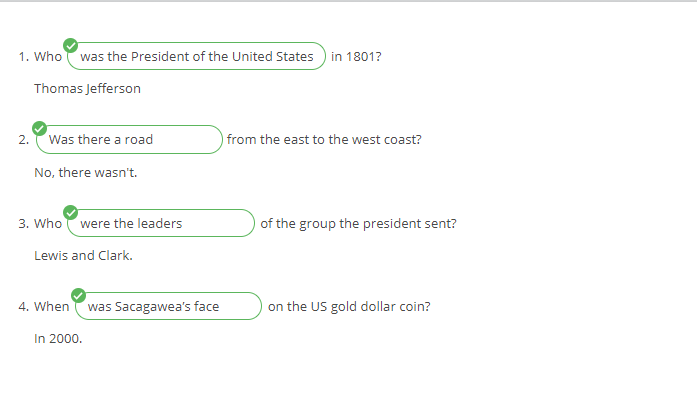 1. Who was the President of the United States in 1801?
Thomas Jefferson
2. Was there a road from the east to the west coast?
No, there wasn't.
3. Who were the leaders of the group the president sent?
Lewis and Clark.
4. When was Sacagawea's face on the US gold dollar coin?
In 2000.